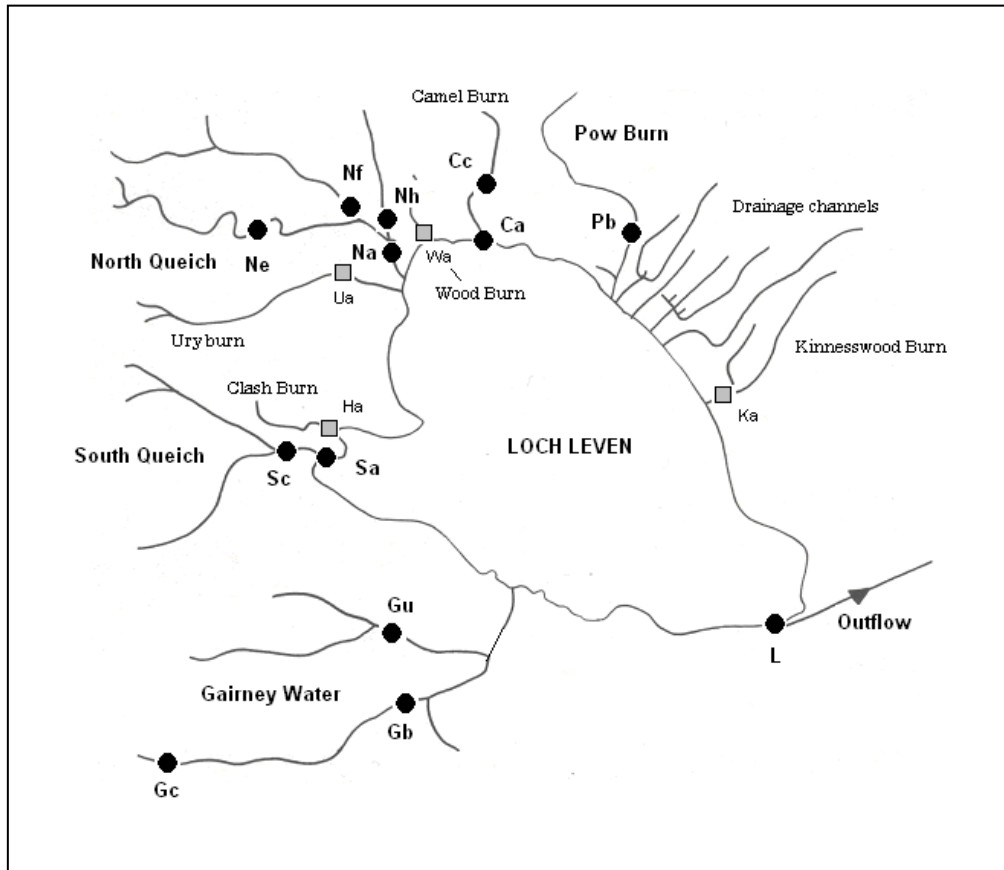 Camel Burn
Pow Burn
Cc
Nf
Nh
Drainage channels
Ca
Pb
Na
Wa
North Queich
Ne
Wood Burn
Ua
Ury burn
Kinnesswood Burn
Clash Burn
Ha
Ka
LOCH LEVEN
South Queich
Sc
Sa
Gu
Outflow
L
Gairney Water
Gb
Gc